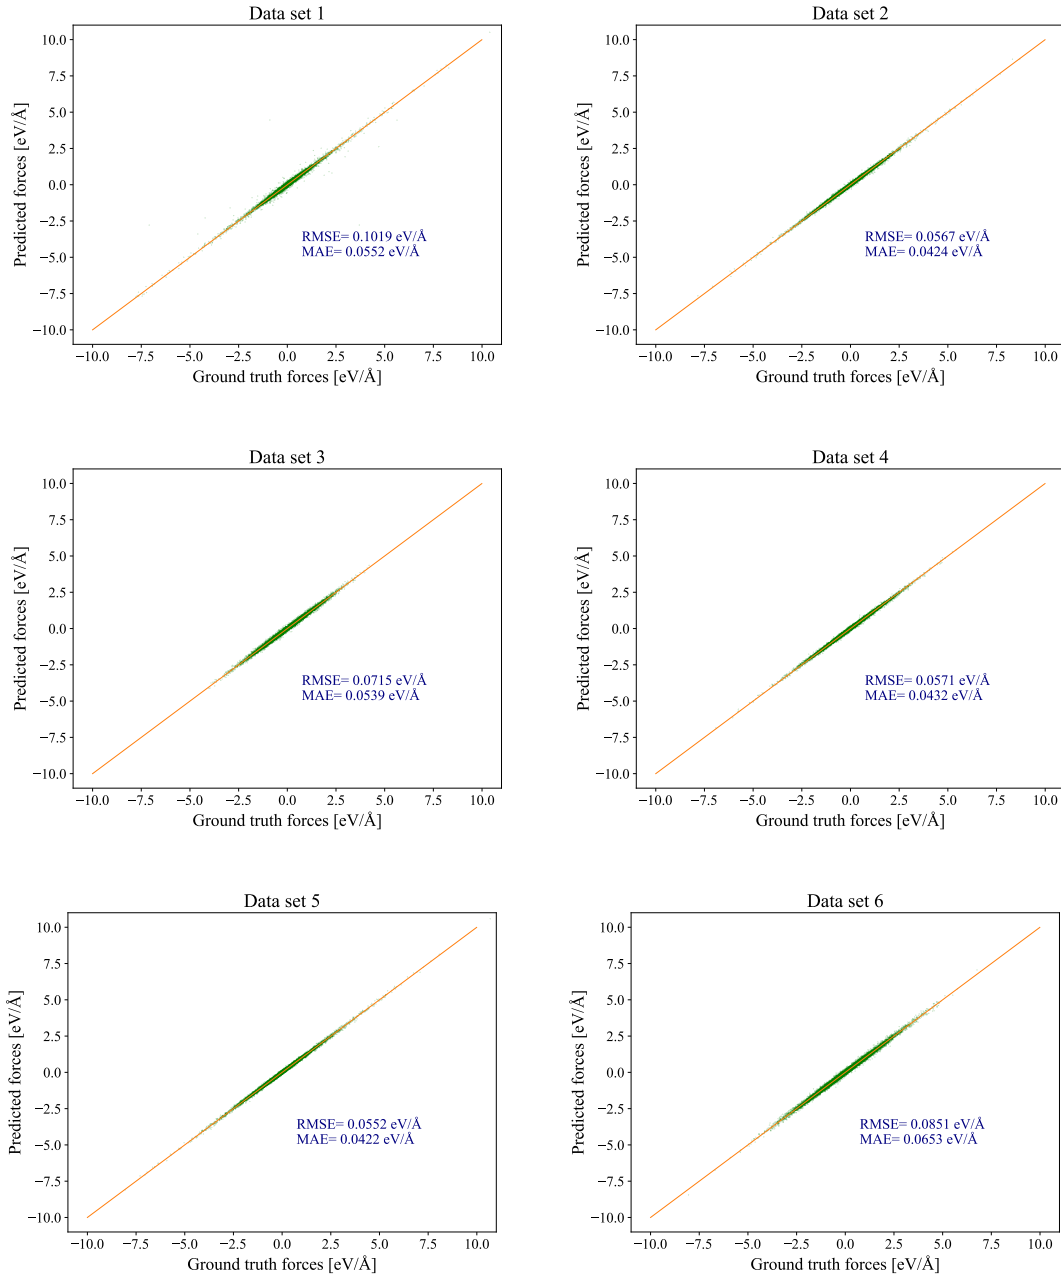 Data set 1
Predicted forces [eV/Å]
10.0
7.5
5.0
2.5
0.0
−2.5
−5.0
−7.5
−10.0
RMSE= 0.1019 eV/Å
MAE= 0.0552 eV/Å
−10.0 −7.5 −5.0 −2.5 0.0 2.5 5.0 7.5 10.0
Ground truth forces [eV/Å]
Data set 2
Predicted forces [eV/Å]
10.0
7.5
5.0
2.5
0.0
−2.5
−5.0
−7.5
−10.0
RMSE= 0.0567 eV/Å
MAE= 0.0424 eV/Å
−10.0 −7.5 −5.0 −2.5 0.0 2.5 5.0 7.5 10.0
Ground truth forces [eV/Å]
Data set 3
Predicted forces [eV/Å]
10.0
7.5
5.0
2.5
0.0
−2.5
−5.0
−7.5
−10.0
RMSE= 0.0715 eV/Å
MAE= 0.0539 eV/Å
−10.0 −7.5 −5.0 −2.5 0.0 2.5 5.0 7.5 10.0
Ground truth forces [eV/Å]
Data set 4
Predicted forces [eV/Å]
10.0
7.5
5.0
2.5
0.0
−2.5
−5.0
−7.5
−10.0
RMSE= 0.0571 eV/Å
MAE= 0.0432 eV/Å
−10.0 −7.5 −5.0 −2.5 0.0 2.5 5.0 7.5 10.0
Ground truth forces [eV/Å]
Data set 5
Predicted forces [eV/Å]
10.0
7.5
5.0
2.5
0.0
−2.5
−5.0
−7.5
−10.0
RMSE= 0.0552 eV/Å
MAE= 0.0422 eV/Å
−10.0 −7.5 −5.0 −2.5 0.0 2.5 5.0 7.5 10.0
Ground truth forces [eV/Å]
Data set 6
Predicted forces [eV/Å]
10.0
7.5
5.0
2.5
0.0
−2.5
−5.0
−7.5
−10.0
RMSE= 0.0851 eV/Å
MAE= 0.0653 eV/Å
−10.0 −7.5 −5.0 −2.5 0.0 2.5 5.0 7.5 10.0
Ground truth forces [eV/Å]